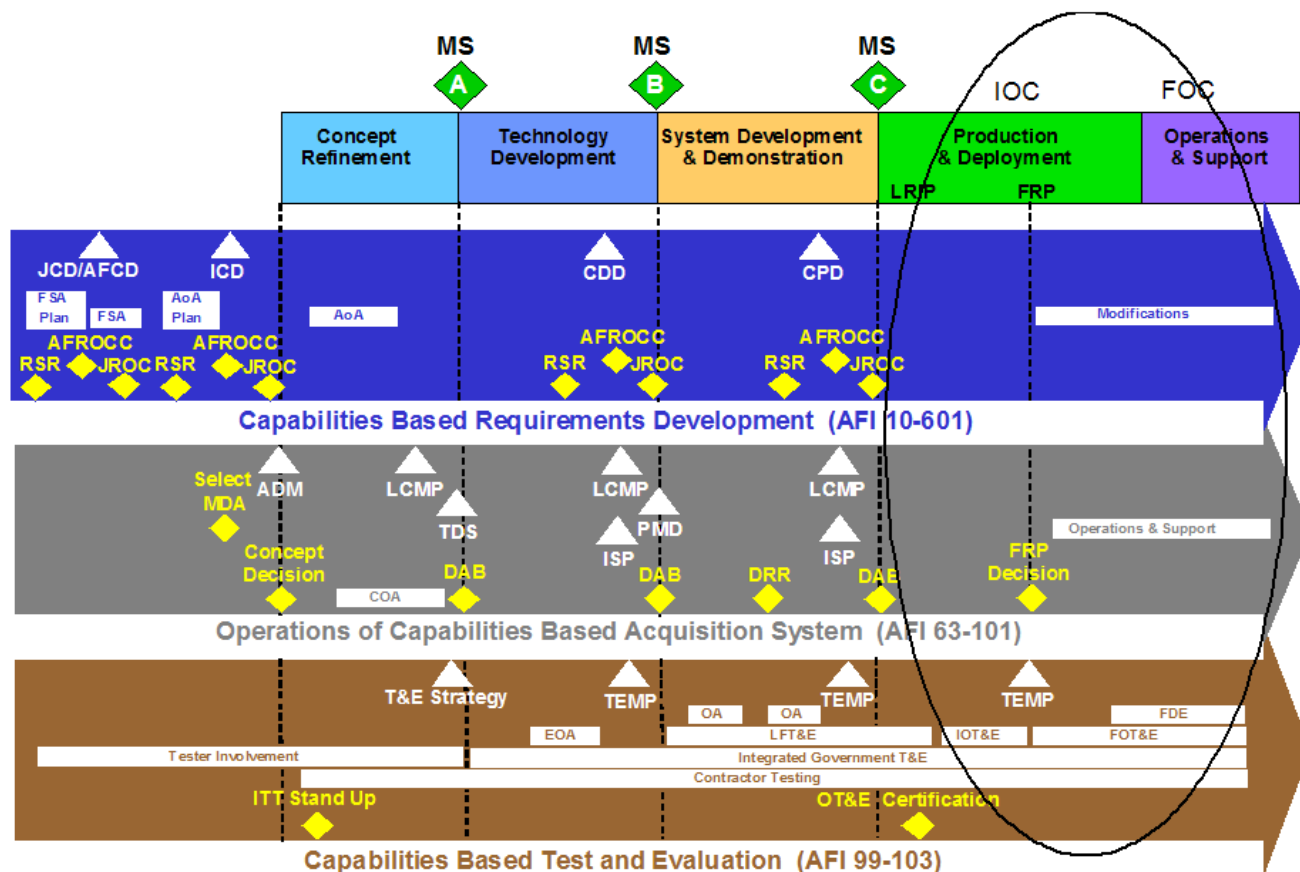 MS MS MS
A B C IOC FOC
Concept Refinement
Technology Development
System Development & Demonstration
Production & Deployment
LRIP FRP
Operations & Support
JCD/AFCD ICD CDD CPD
FSA Plan
FSA
AoA Plan
AoA
Modifications
AFROCC AFROCC AFROCC AFROCC
RSR JROC RSR JROC RSR JROC RSR JROC
Capabilities Based Requirements Development (AFI 10-601)
Select MDA
ADM LCMP LCMP LCMP
TDS PMD
ISP ISP
Operations & Support
Concept Decision
COA
DAB DAB DRR DAB
FRP Decision
Operations of Capabilities Based Acquisition System (AFI 63-101)
T&E Strategy TEMP TEMP TEMP
OA OA FDE
EOA LFT&E IOT&E FOT&E
Tester Involvement Integrated Government T&E
Contractor Testing
ITT Stand Up OT&E Certification
Capabilities Based Test and Evaluation (AFI 99-103)